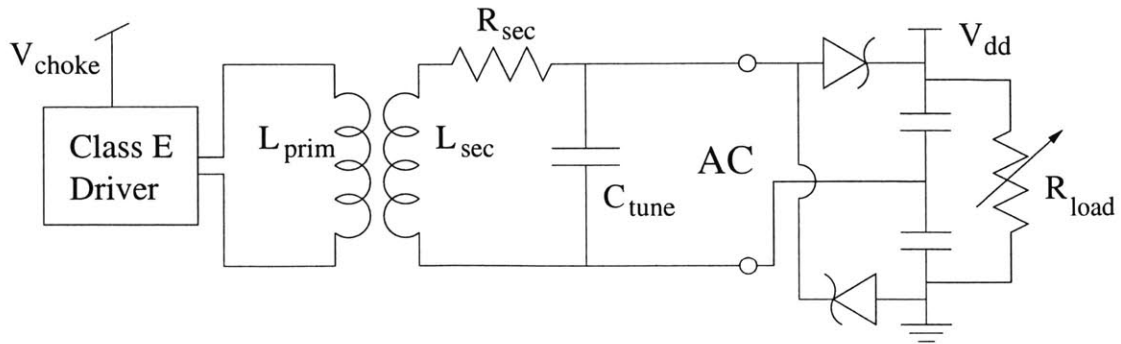 V_choke
Class E
Driver
L_prim
L_sec
R_sec
C_tune
AC
V_dd
R_load